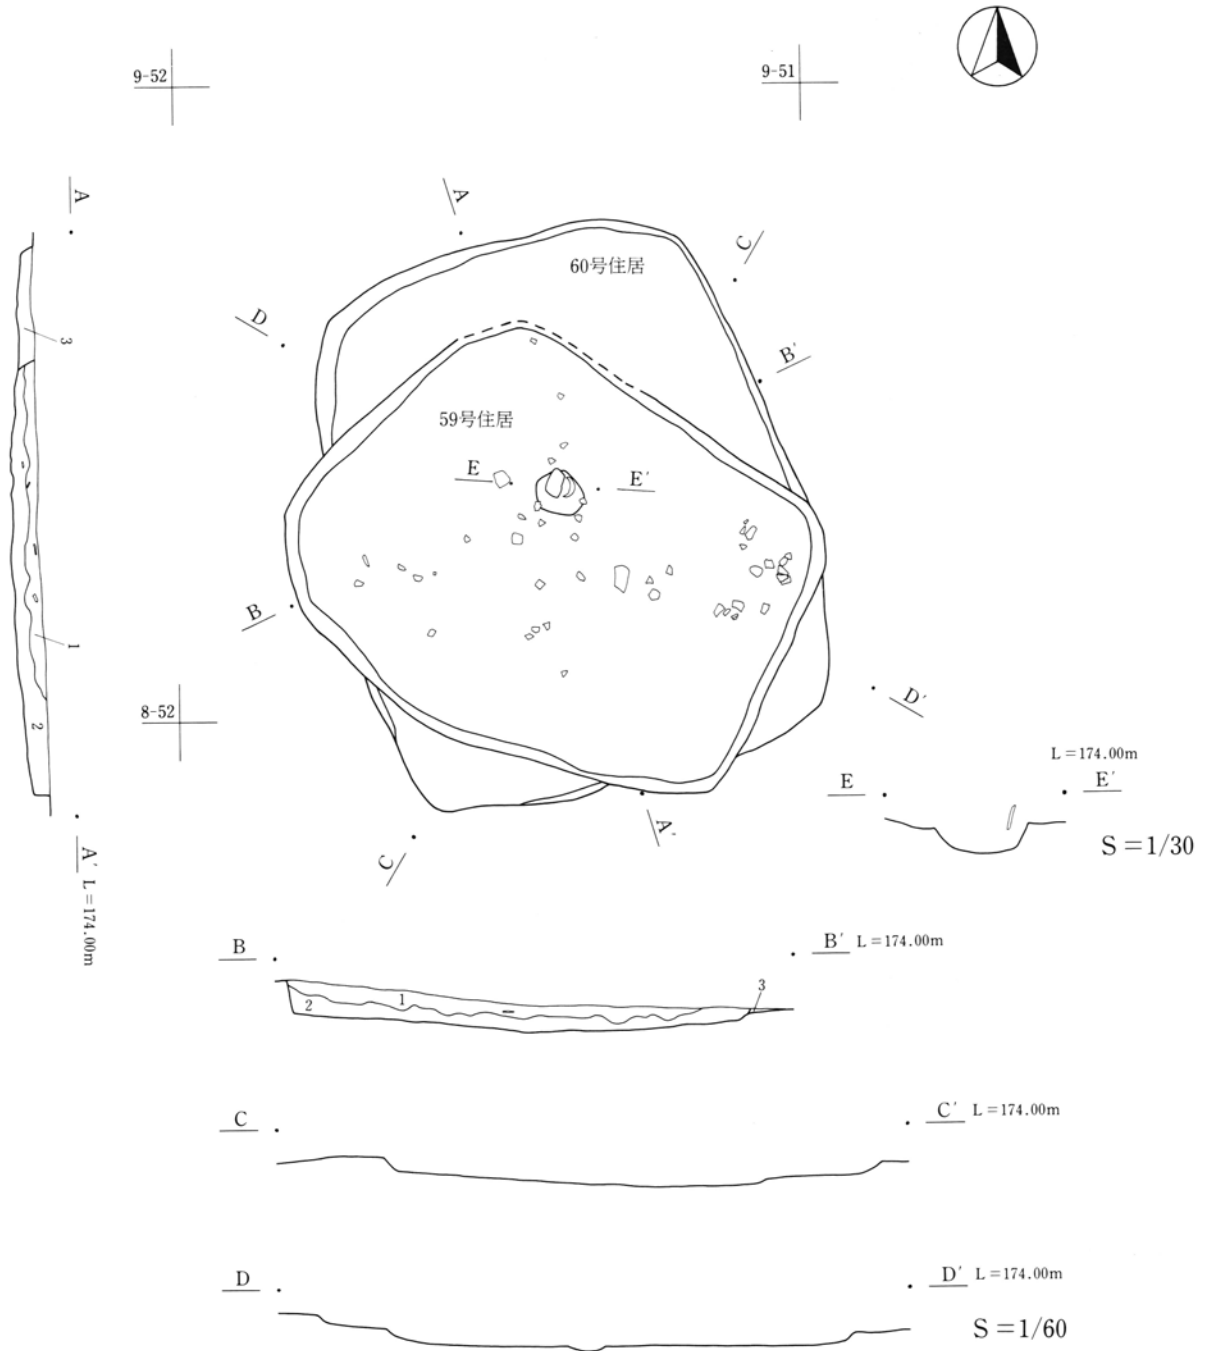 9-52
9-51
A
A
C
60号住居
D
B′
3
59号住居
E
E′
B
1
8-52
2
D′
L=174.00m
E
E′
A′
S=1/30
C
A′ L=174.00m
B
B′ L=174.00m
3
1
2
C
C′ L=174.00m
D
D′ L=174.00m
S=1/60